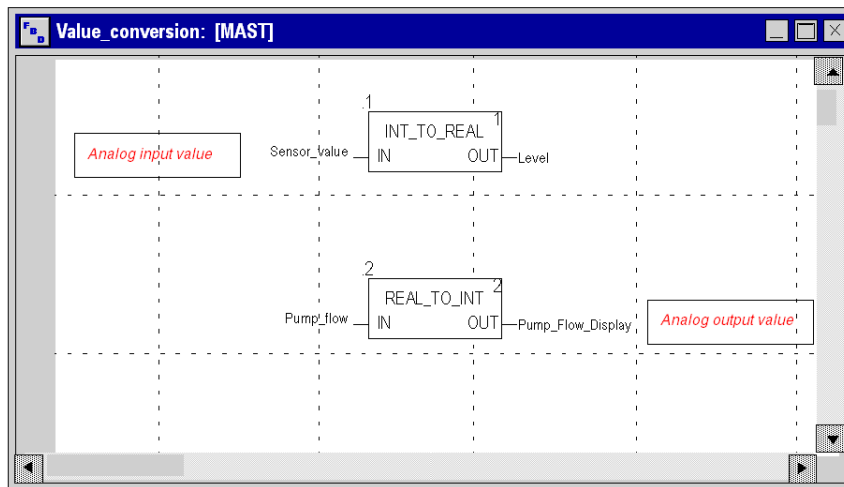 FBD Value_conversion: [MAST]
.1
1
INT_TO_REAL
Analog input value
Sensor_Value IN OUT Level
.2
2
REAL_TO_INT
Pump_flow IN OUT Pump_Flow_Display
Analog output value